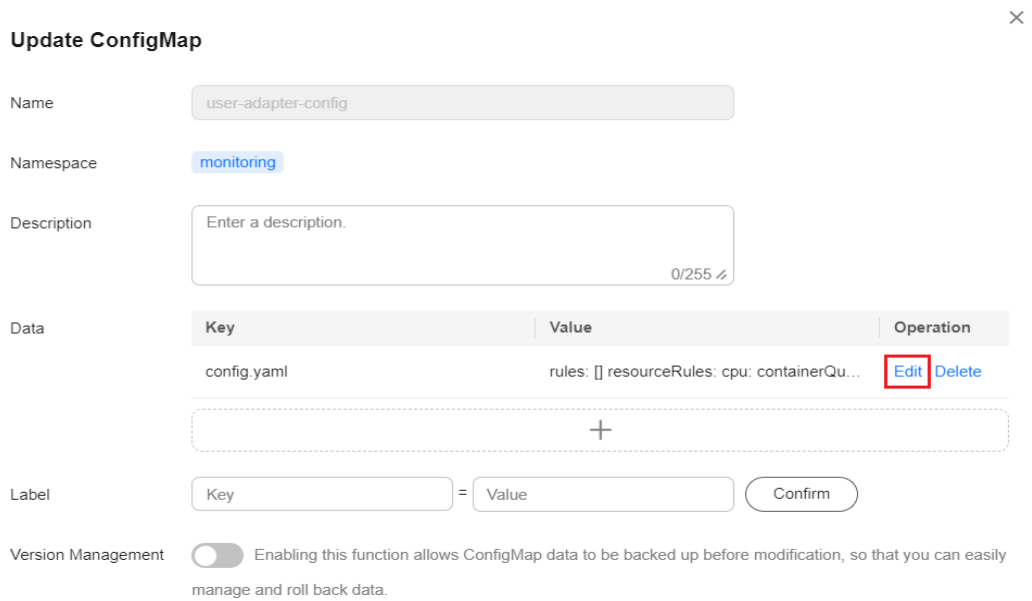 Update ConfigMap
Name
user-adapter-config
Namespace
monitoring
Description
Enter a description.
0/255
Data
Key Value Operation
config.yaml rules: [] resourceRules: cpu: containerQu... Edit Delete
Label
Key = Value Confirm
Version Management
Enabling this function allows ConfigMap data to be backed up before modification, so that you can easily
manage and roll back data.